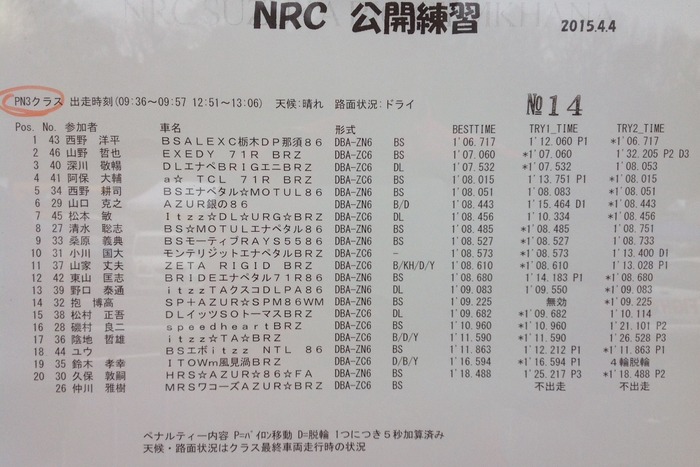 NRC 公開練習 2015.4.4
PN3クラス 出走時刻(09:36～09:57 12:51～13:06) 天候:晴れ 路面状況:ドライ №14
Pos. No. 参加者 車名 形式 BESTTIME TRY1_TIME TRY2_TIME
1 43 西野 洋平 BSALEXC栃木DP那須86 DBA-ZN6 BS 1'06.717 1'12.060 P1 *1'06.717
2 46 山野 哲也 EXEDY 71R BRZ DBA-ZC6 BS 1'07.060 *1'07.060 1'32.205 P2 D3
3 40 深川 敬暢 DLエナペBRIGエニBRZ DBA-ZC6 DL 1'07.532 *1'07.532 1'08.053
4 41 阿保 大輔 a☆ TCL 71R BRZ DBA-ZC6 BS 1'08.015 1'13.751 P1 *1'08.015
5 34 西野 耕司 BSエナペタル☆MOTUL86 DBA-ZN6 BS 1'08.051 1'08.083 *1'08.051
6 29 山口 克之 AZUR銀の86 DBA-ZN6 B/D 1'08.443 1'15.464 D1 *1'08.443
7 45 松本 敏 Itzz☆DL☆URG☆BRZ DBA-ZC6 DL 1'08.456 1'10.334 *1'08.456
8 27 清水 聡志 BS☆MOTULエナペタル86 DBA-ZN6 BS 1'08.485 *1'08.485 1'08.751
9 33 桑原 義典 BSモーティブRAYS5586 DBA-ZN6 BS 1'08.527 *1'08.527 1'08.733
10 31 小川 国大 モンテリジットエナペタルBRZ DBA-ZC6 - 1'08.573 *1'08.573 1'13.400 D1
11 37 山家 丈夫 ZETA RIGID BRZ DBA-ZC6 B/KH/D/Y 1'08.610 *1'08.610 1'13.028 P1
12 42 東山 匡志 BRIDEエナペタル71R86 DBA-ZN6 BS 1'08.680 1'14.183 P1 *1'08.680
13 39 野口 泰通 itzzTAクスコDLPA86 DBA-ZN6 DL 1'09.083 1'09.550 *1'09.083
14 32 抱 博高 SP+AZUR☆SPM86WM DBA-ZN6 BS 1'09.225 無効 *1'09.225
15 38 松村 正吾 DLイッツSOトーマスBRZ DBA-ZC6 DL 1'09.682 *1'09.682 1'10.114
16 28 磯村 良二 speedheartBRZ DBA-ZC6 BS 1'10.960 *1'10.960 1'21.101 P2
17 36 陰地 哲雄 itzz☆TA☆BRZ DBA-ZC6 B/D/Y 1'11.590 *1'11.590 1'26.528 P3
18 44 ユウ BSエボitzz NTL 86 DBA-ZN6 BS 1'11.863 1'12.212 P1 *1'11.863 P1
19 35 鈴木 孝幸 ITOWm風見渦BRZ DBA-ZC6 D/B/Y 1'16.594 *1'16.594 P1 4輪脱輪
20 30 久保 敦嗣 HRS☆AZUR☆86☆FA DBA-ZN6 BS 1'18.488 1'25.217 P3 *1'18.488 P2
26 仲川 雅樹 MRSワコーズAZUR☆BRZ DBA-ZC6 BS 不出走 不出走
ペナルティー内容 P=ﾊﾟｲﾛﾝ移動 D=脱輪 1つにつき5秒加算済み
天候・路面状況はクラス最終車両走行時の状況